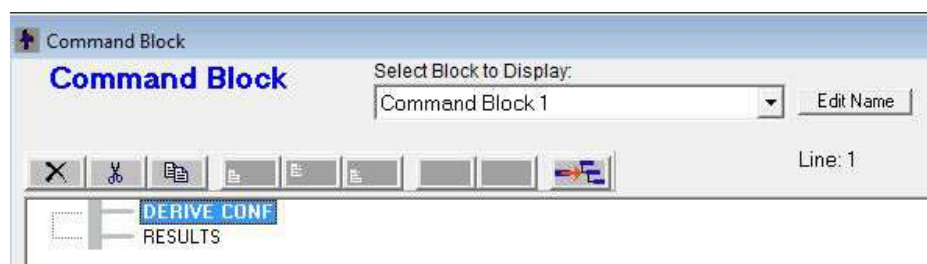 Command Block
Command Block
Select Block to Display:
Command Block 1
Edit Name
Line: 1
DERIVE CONF
RESULTS